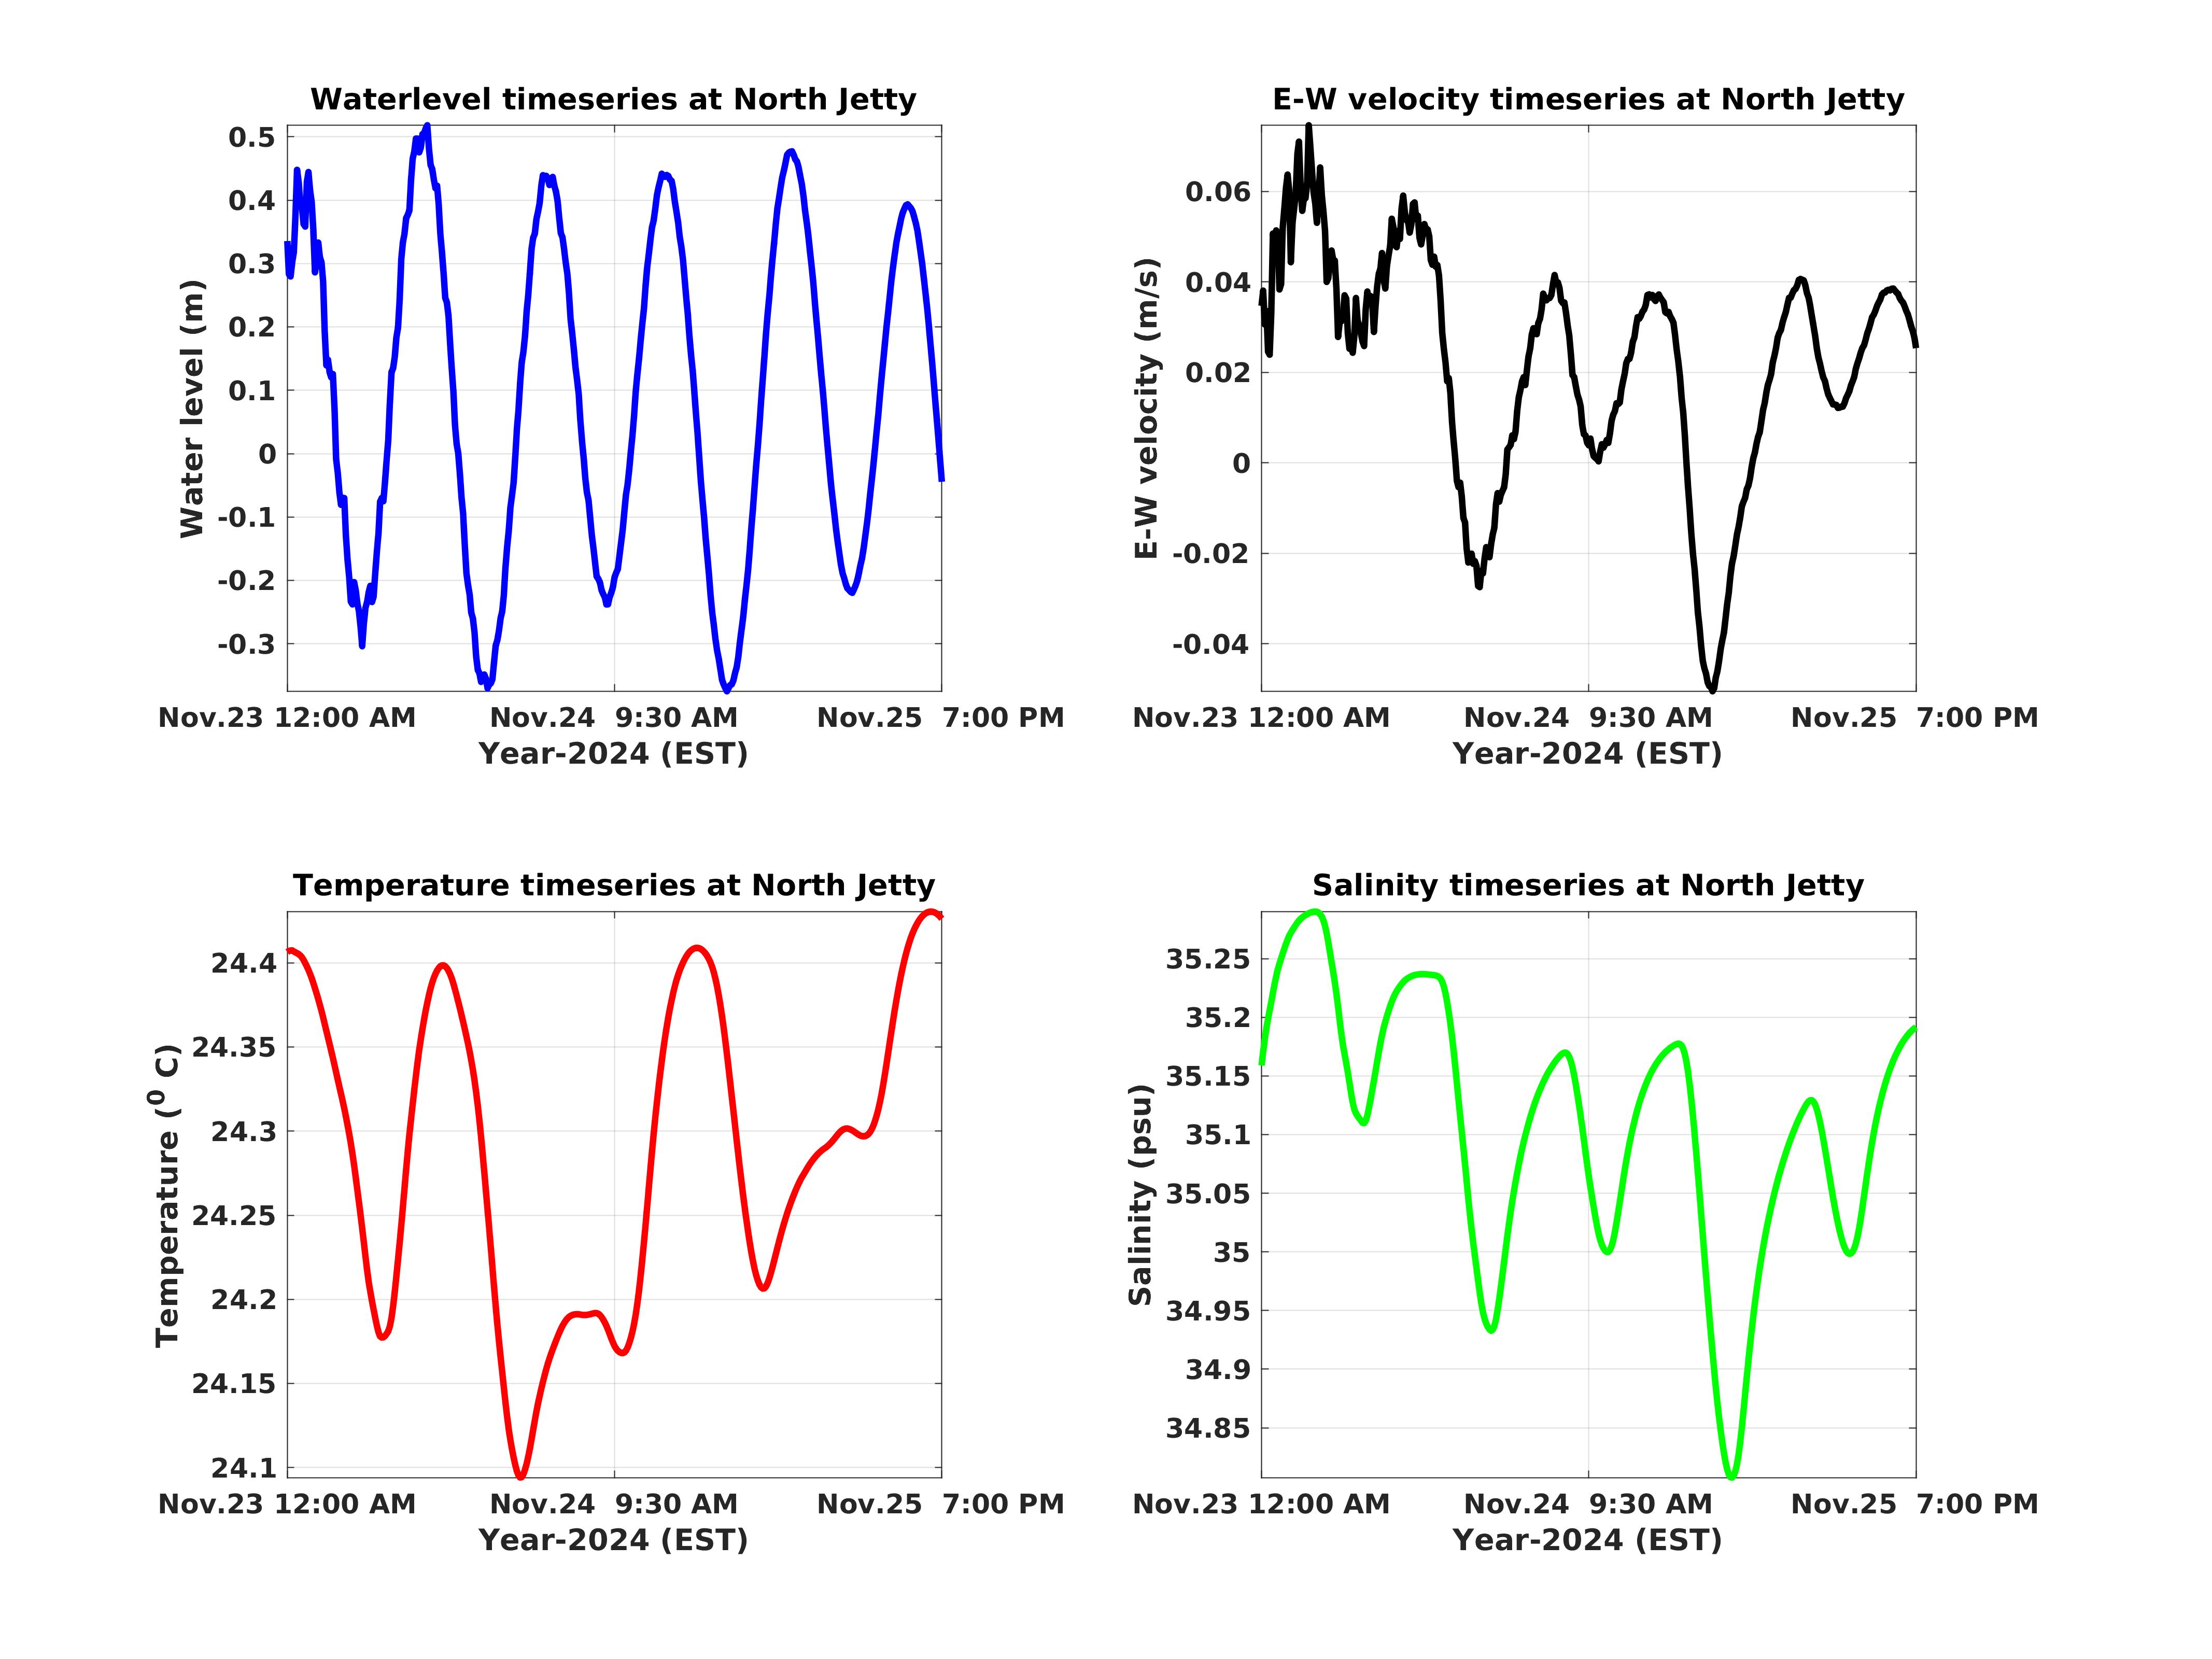 Waterlevel timeseries at North Jetty
0.5
0.4
0.3
0.2
0.1
0
-0.1
-0.2
-0.3
Water level (m)
Nov.23 12:00 AM
Nov.24 9:30 AM
Nov.25 7:00 PM
Year-2024 (EST)
E-W velocity timeseries at North Jetty
0.06
0.04
0.02
0
-0.02
-0.04
E-W velocity (m/s)
Nov.23 12:00 AM
Nov.24 9:30 AM
Nov.25 7:00 PM
Year-2024 (EST)
Temperature timeseries at North Jetty
24.4
24.35
24.3
24.25
24.2
24.15
24.1
Temperature (⁰ C)
Nov.23 12:00 AM
Nov.24 9:30 AM
Nov.25 7:00 PM
Year-2024 (EST)
Salinity timeseries at North Jetty
35.25
35.2
35.15
35.1
35.05
35
34.95
34.9
34.85
Salinity (psu)
Nov.23 12:00 AM
Nov.24 9:30 AM
Nov.25 7:00 PM
Year-2024 (EST)